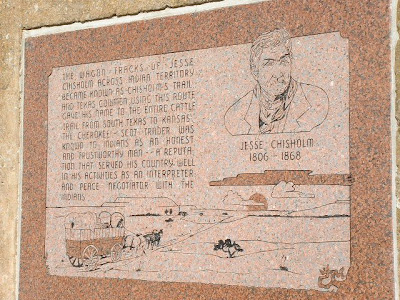 THE WAGON TRACKS OF JESSE
CHISHOLM ACROSS INDIAN TERRITORY
BECAME KNOWN AS CHISHOLM'S TRAIL,
AND TEXAS COWMEN USING THIS ROUTE
GAVE HIS NAME TO THE ENTIRE CATTLE
TRAIL FROM SOUTH TEXAS TO KANSAS.
THE CHEROKEE-SCOT TRADER WAS
KNOWN TO INDIANS AS AN HONEST
AND TRUSTWORTHY MAN -- A REPUTA-
TION THAT SERVED HIS COUNTRY WELL
IN HIS ACTIVITIES AS AN INTERPRETER
AND PEACE NEGOTIATOR WITH THE
INDIANS.
JESSE CHISHOLM
1806 - 1868